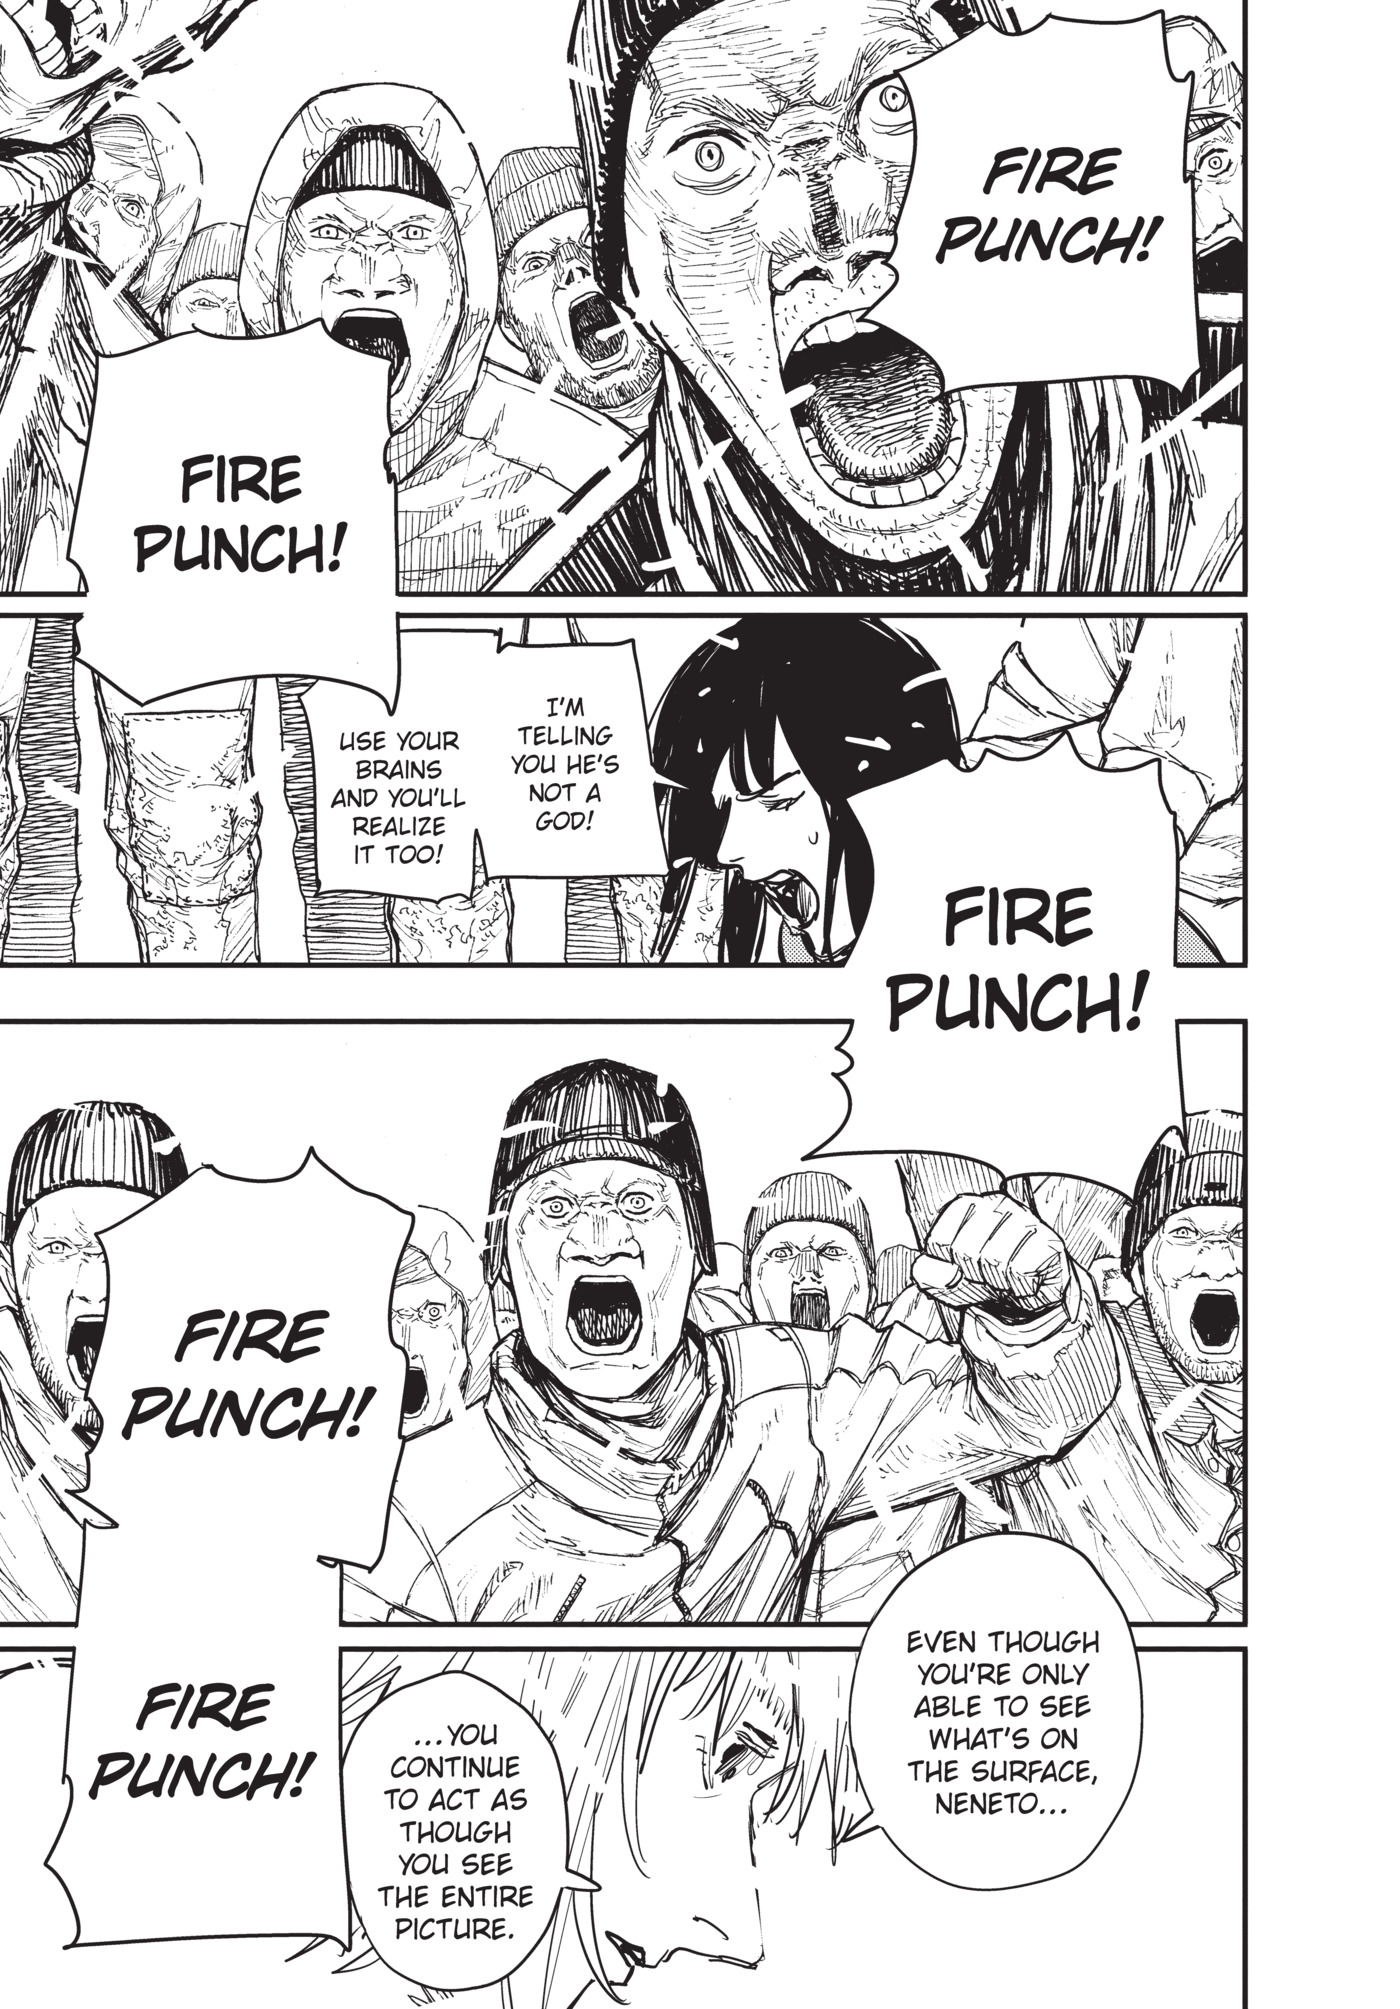 FIRE
PUNCH!
FIRE
PUNCH!
I'M
TELLING
YOU HE'S
NOT A
GOD!
USE YOUR
BRAINS
AND YOU'LL
REALIZE
IT TOO!
FIRE
PUNCH!
FIRE
PUNCH!
EVEN THOUGH
YOU'RE ONLY
ABLE TO SEE
WHAT'S ON
THE SURFACE,
NENETO...
...YOU
CONTINUE
TO ACT AS
THOUGH
YOU SEE
THE ENTIRE
PICTURE.
FIRE
PUNCH!